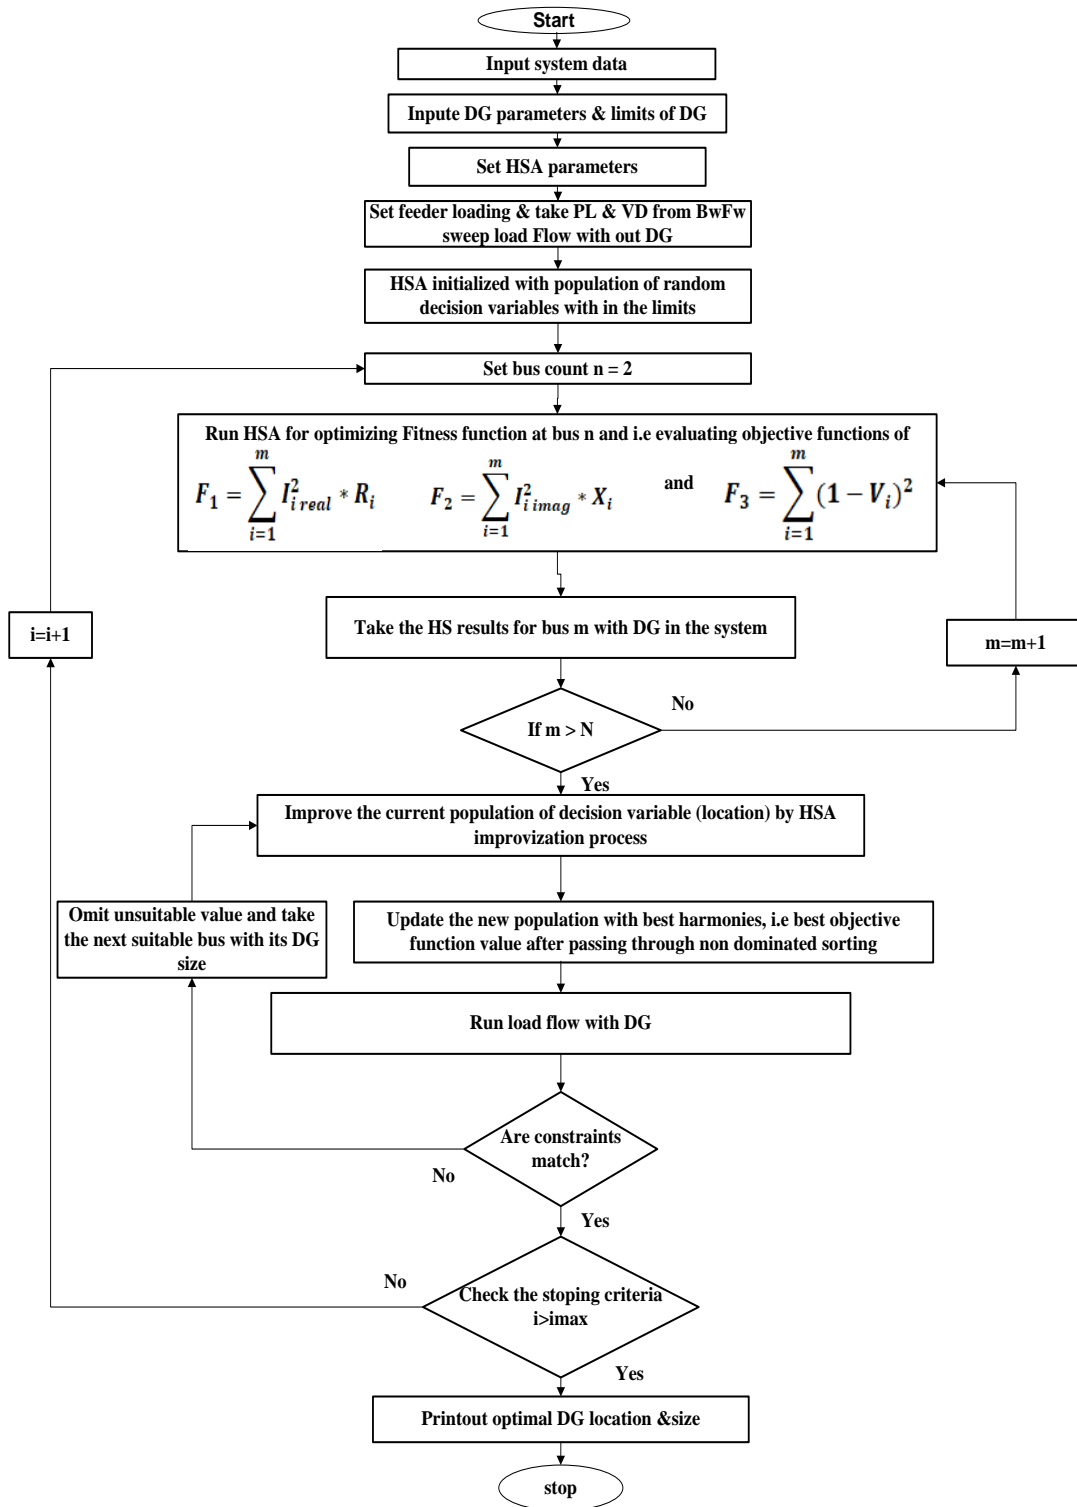 Start
Input system data
Inpute DG parameters & limits of DG
Set HSA parameters
Set feeder loading & take PL & VD from BwFw
sweep load Flow with out DG
HSA initialized with population of random
decision variables with in the limits
Set bus count n = 2
Run HSA for optimizing Fitness function at bus n and i.e evaluating objective functions of
F₁ = ∑_{i=1}^{m} I²_{i real} * R_i   F₂ = ∑_{i=1}^{m} I²_{i imag} * X_i   and   F₃ = ∑_{i=1}^{m} (1 − V_i)²
Take the HS results for bus m with DG in the system
i=i+1
m=m+1
If m > N
No
Yes
Improve the current population of decision variable (location) by HSA
improvization process
Omit unsuitable value and take
the next suitable bus with its DG
size
Update the new population with best harmonies, i.e best objective
function value after passing through non dominated sorting
Run load flow with DG
Are constraints
match?
No
Yes
No
Check the stoping criteria
i>imax
Yes
Printout optimal DG location &size
stop